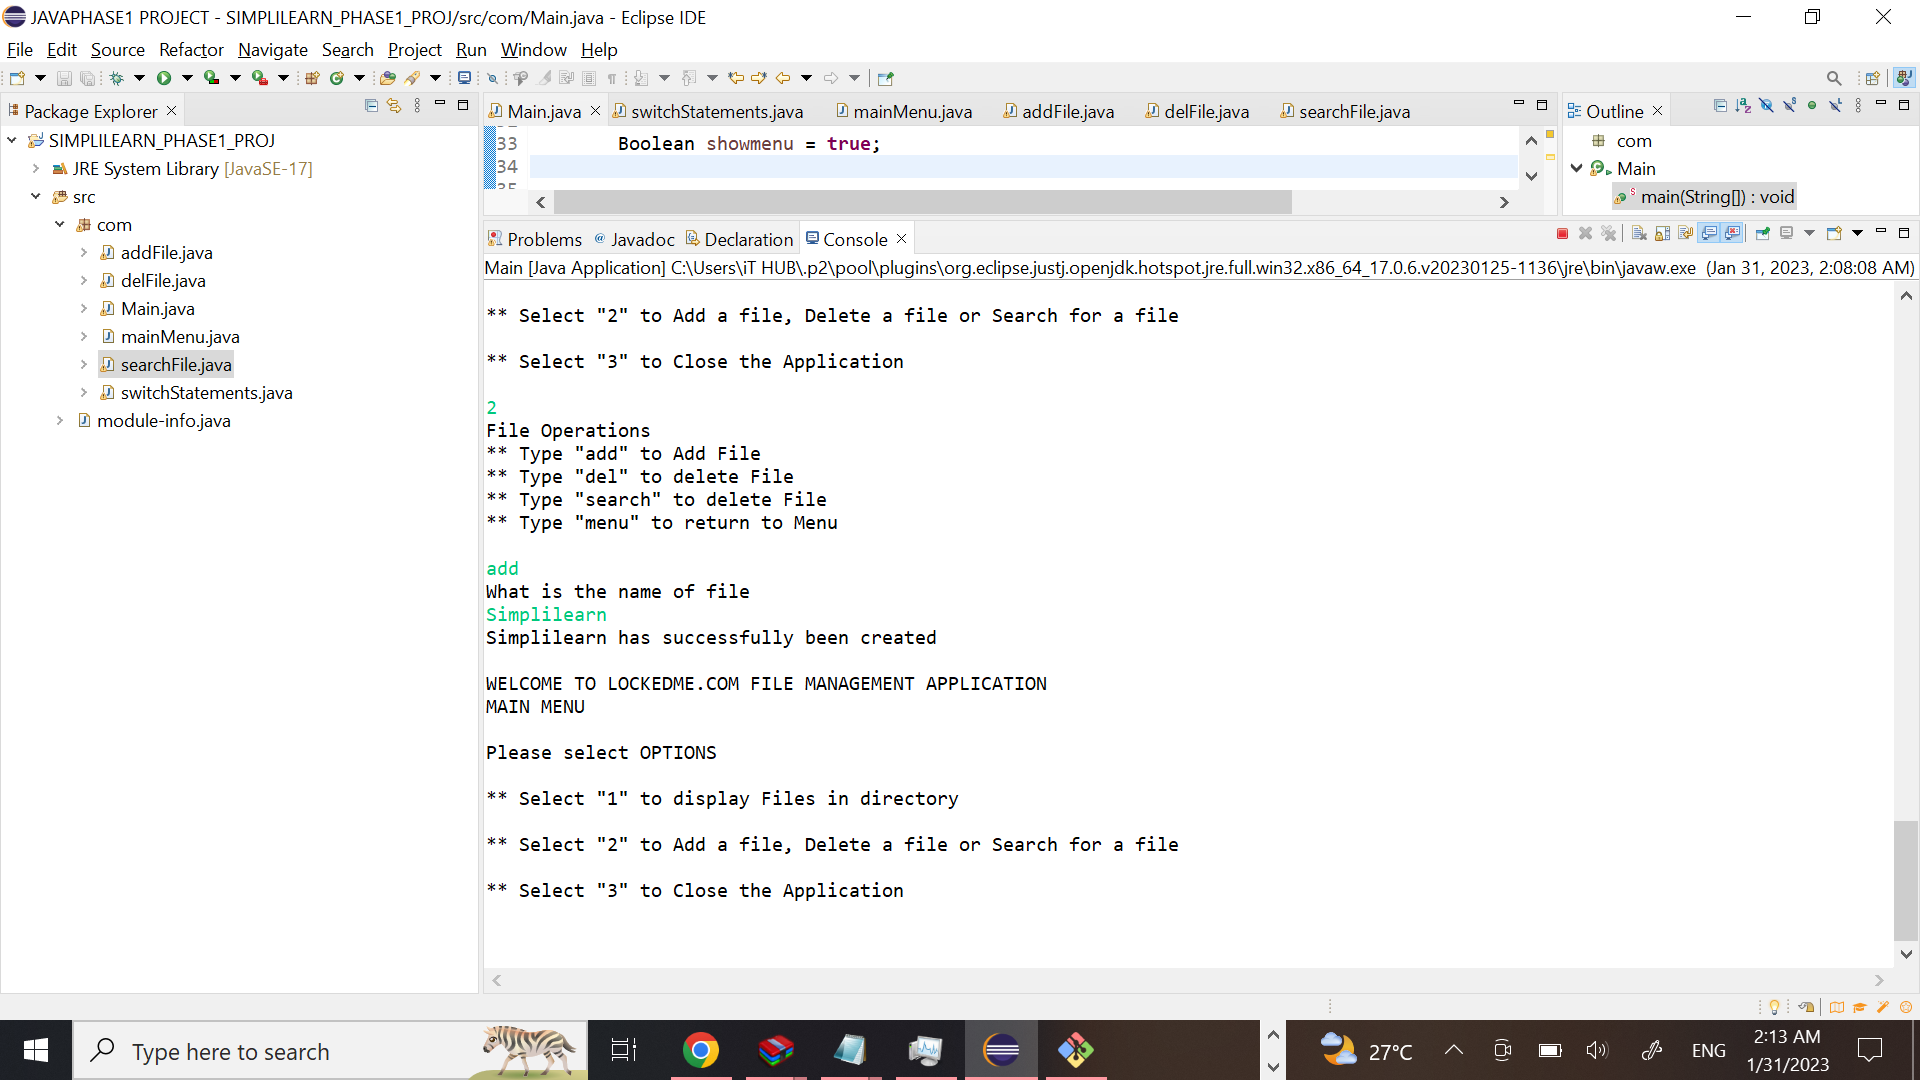 JAVAPHASE1 PROJECT - SIMPLILEARN_PHASE1_PROJ/src/com/Main.java - Eclipse IDE
File Edit Source Refactor Navigate Search Project Run Window Help
Package Explorer
SIMPLILEARN_PHASE1_PROJ
JRE System Library [JavaSE-17]
src
com
addFile.java
delFile.java
Main.java
mainMenu.java
searchFile.java
switchStatements.java
module-info.java
Main.java switchStatements.java mainMenu.java addFile.java delFile.java searchFile.java
33 Boolean showmenu = true;
34
Outline
com
Main
main(String[]) : void
Problems Javadoc Declaration Console
Main [Java Application] C:\Users\iT HUB\.p2\pool\plugins\org.eclipse.justj.openjdk.hotspot.jre.full.win32.x86_64_17.0.6.v20230125-1136\jre\bin\javaw.exe (Jan 31, 2023, 2:08:08 AM)
** Select "2" to Add a file, Delete a file or Search for a file
** Select "3" to Close the Application
2
File Operations
** Type "add" to Add File
** Type "del" to delete File
** Type "search" to delete File
** Type "menu" to return to Menu
add
What is the name of file
Simplilearn
Simplilearn has successfully been created
WELCOME TO LOCKEDME.COM FILE MANAGEMENT APPLICATION
MAIN MENU
Please select OPTIONS
** Select "1" to display Files in directory
** Select "2" to Add a file, Delete a file or Search for a file
** Select "3" to Close the Application
Type here to search
27°C
ENG
2:13 AM
1/31/2023